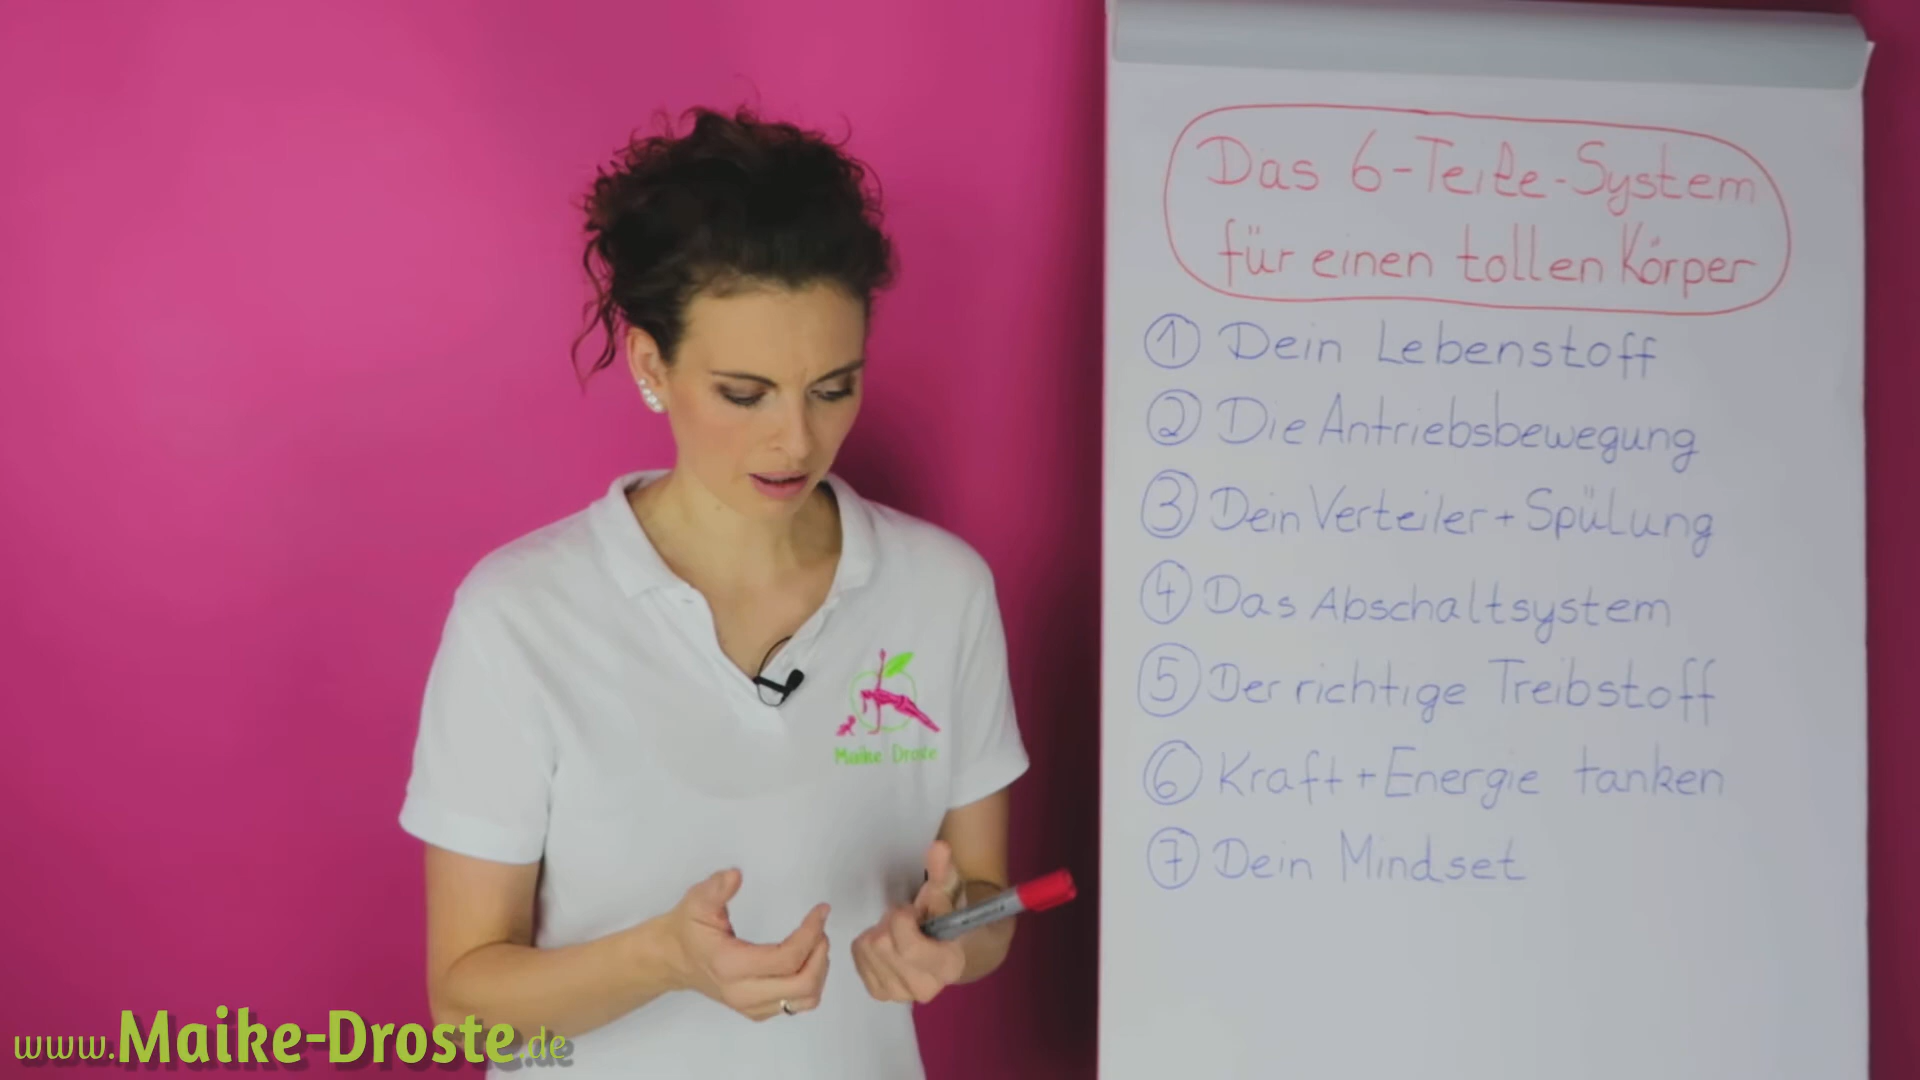 Das 6-Teile-System
für einen tollen Körper
① Dein Lebenstoff
② Die Antriebsbewegung
③ Dein Verteiler + Spülung
④ Das Abschaltsystem
⑤ Der richtige Treibstoff
⑥ Kraft + Energie tanken
⑦ Dein Mindset
Maike Droste
www.Maike-Droste.de